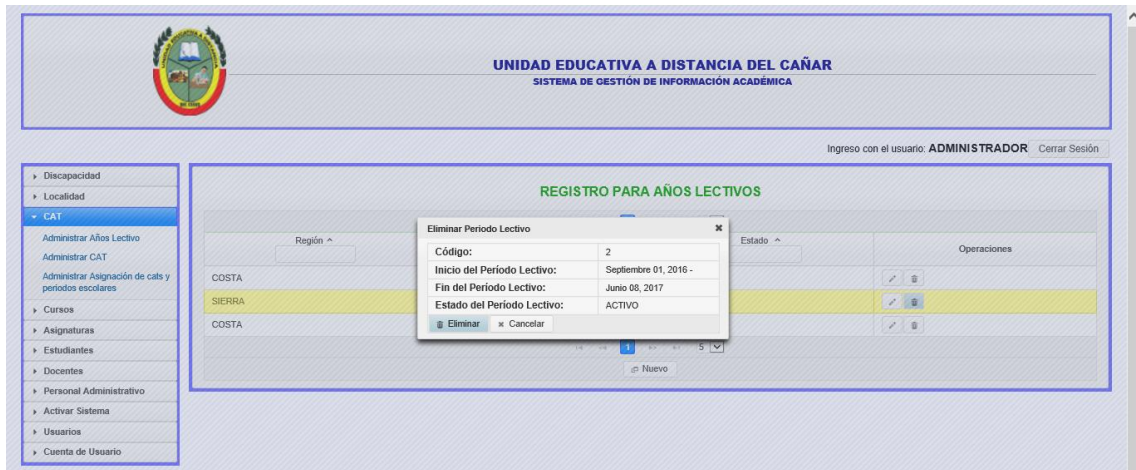 UNIDAD EDUCATIVA A DISTANCIA DEL CAÑAR
SISTEMA DE GESTIÓN DE INFORMACIÓN ACADÉMICA
Ingreso con el usuario: ADMINISTRADOR Cerrar Sesión
Discapacidad
Localidad
CAT
Administrar Años Lectivo
Administrar CAT
Administrar Asignación de cats y
periodos escolares
Cursos
Asignaturas
Estudiantes
Docentes
Personal Administrativo
Activar Sistema
Usuarios
Cuenta de Usuario
REGISTRO PARA AÑOS LECTIVOS
Región Estado Operaciones
COSTA
SIERRA
COSTA
Eliminar Periodo Lectivo
Código: 2
Inicio del Período Lectivo: Septiembre 01, 2016 -
Fin del Período Lectivo: Junio 08, 2017
Estado del Período Lectivo: ACTIVO
Eliminar Cancelar
1 5
Nuevo